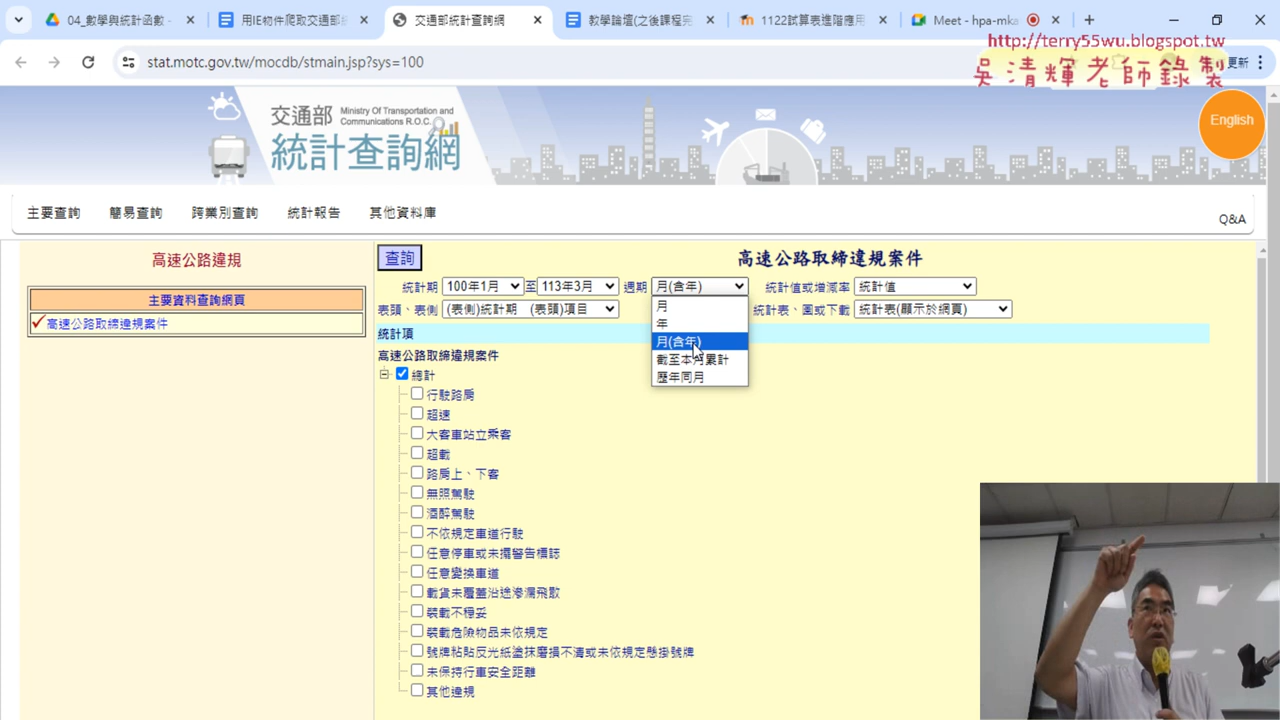 04_數學與統計函數 -
用IE物件爬取交通部統
交通部統計查詢網
教學論壇(之後課程完
1122試算表進階應用
Meet - hpa-mka
http://terry55wu.blogspot.tw
吳清輝老師錄製
更新
stat.motc.gov.tw/mocdb/stmain.jsp?sys=100
交通部 Ministry Of Transportation and
Communications R.O.C.
統計查詢網
English
主要查詢 簡易查詢 跨業別查詢 統計報告 其他資料庫
Q&A
高速公路違規
主要資料查詢網頁
高速公路取締違規案件
查詢
高速公路取締違規案件
統計期 100年1月 至 113年3月 週期 月(含年) 統計值或增減率 統計值
表頭、表側 (表側)統計期 (表頭)項目 統計表、圖或下載 統計表(顯示於網頁)
月
年
月(含年)
截至本月累計
歷年同月
統計項
高速公路取締違規案件
總計
行駛路肩
超速
大客車站立乘客
超載
路肩上、下客
無照駕駛
酒醉駕駛
不依規定車道行駛
任意停車或未擺警告標誌
任意變換車道
載貨未覆蓋沿途滲漏飛散
裝載不穩妥
裝載危險物品未依規定
號牌粘貼反光紙塗抹磨損不清或未依規定懸掛號牌
未保持行車安全距離
其他違規